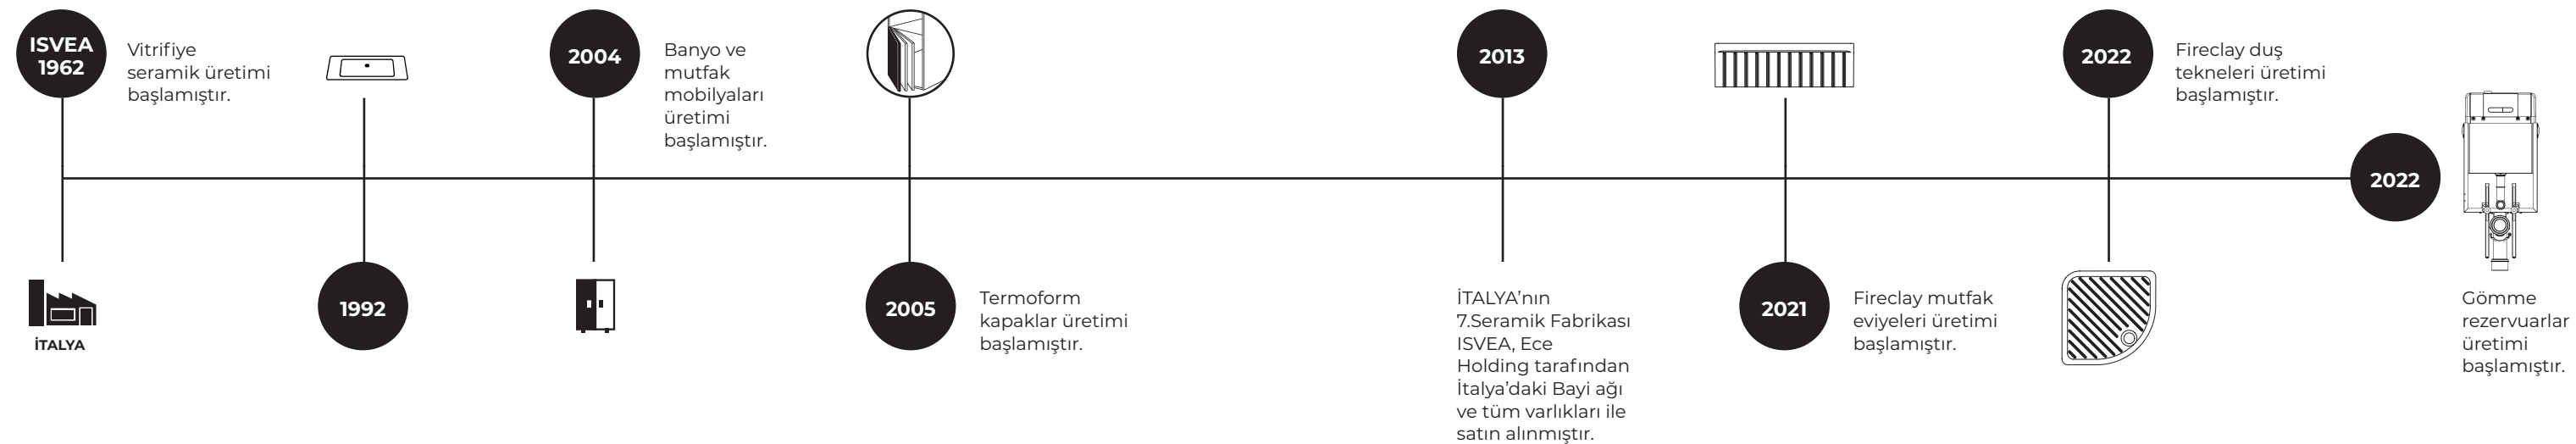 ISVEA
1962
Vitrifiye
seramik üretimi
başlamıştır.
İTALYA
1992
2004
Banyo ve
mutfak
mobilyaları
üretimi
başlamıştır.
2005
Termoform
kapaklar üretimi
başlamıştır.
2013
İTALYA’nın
7.Seramik Fabrikası
ISVEA, Ece
Holding tarafından
İtalya’daki Bayi ağı
ve tüm varlıkları ile
satın alınmıştır.
2021
Fireclay mutfak
eviyeleri üretimi
başlamıştır.
2022
Fireclay duş
tekneleri üretimi
başlamıştır.
2022
Gömme
rezervuarlar
üretimi
başlamıştır.